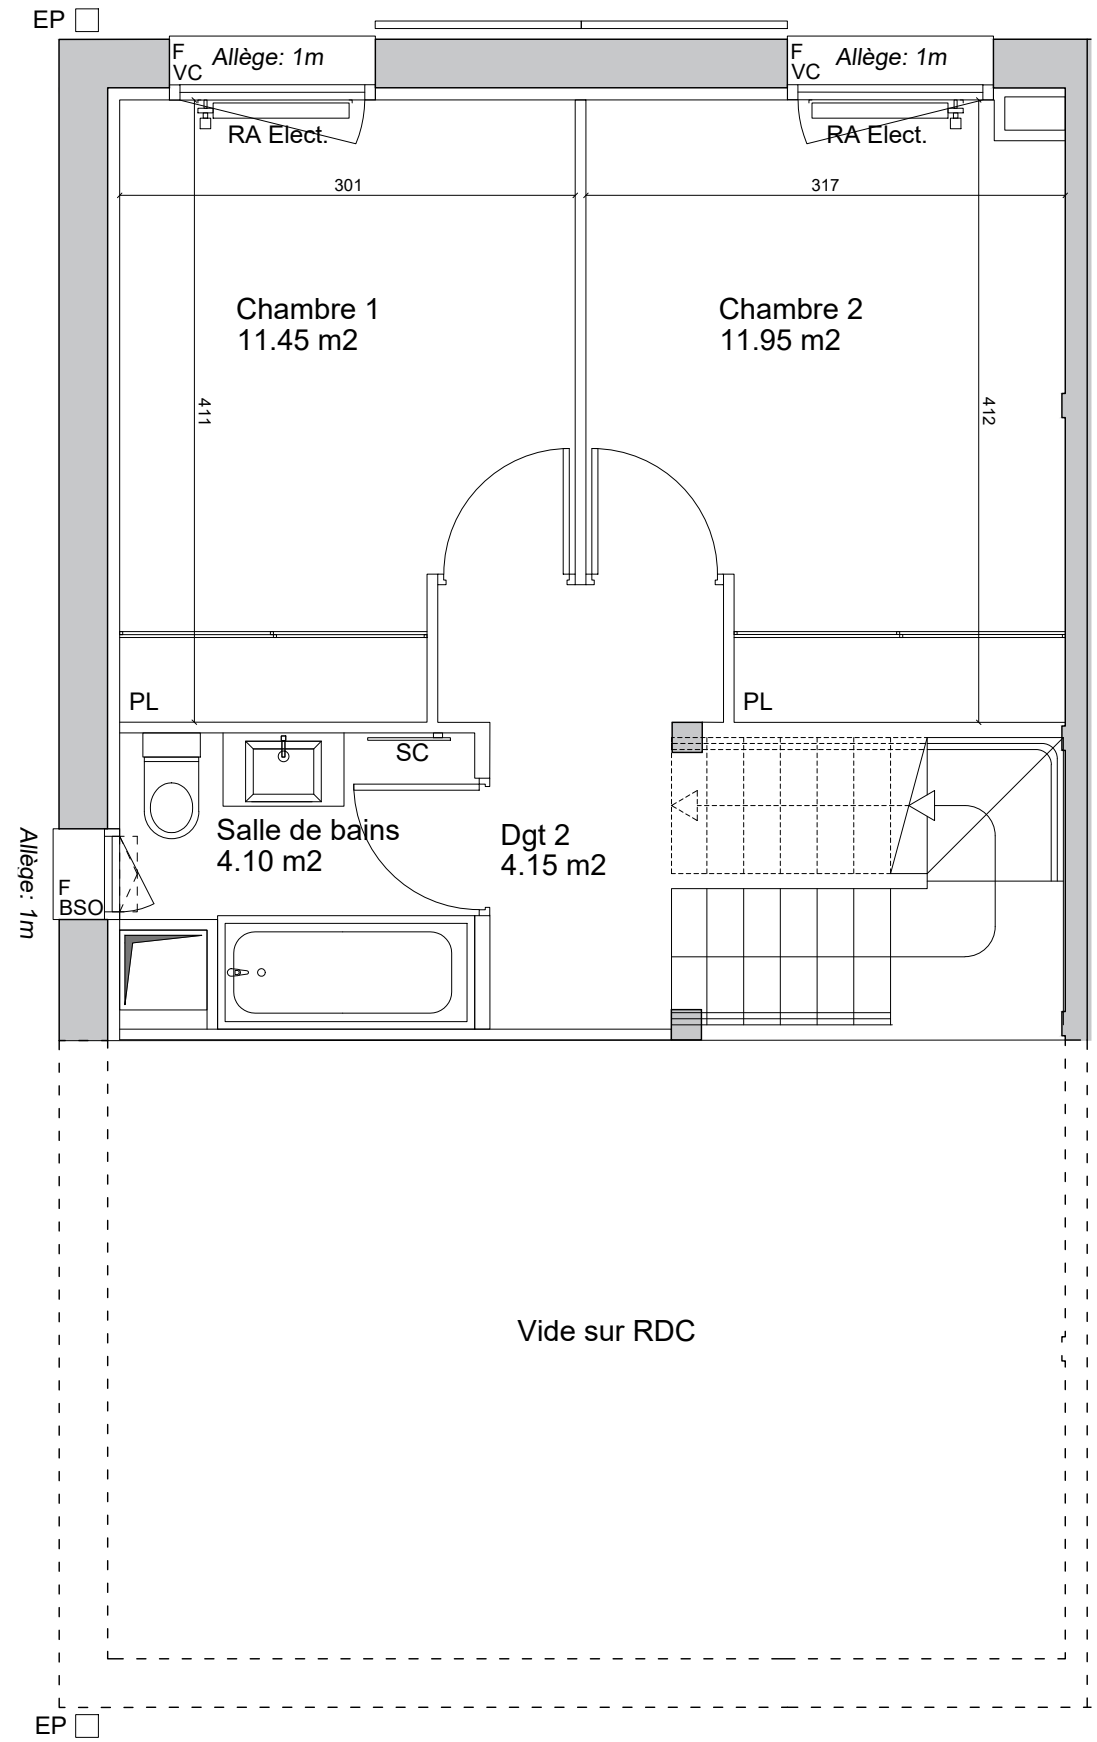 EP
F
VC
Allège: 1m
F
VC
Allège: 1m
RA Elect.
RA Elect.
301
317
Chambre 1
11.45 m2
Chambre 2
11.95 m2
411
412
PL
PL
SC
Salle de bains
4.10 m2
Dgt 2
4.15 m2
Allège: 1m
F
BSO
Vide sur RDC
EP